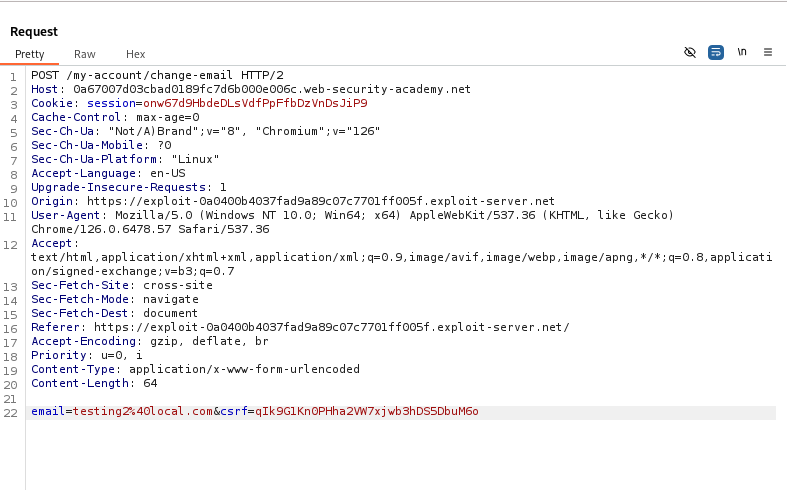 Request
Pretty Raw Hex
\n
1 POST /my-account/change-email HTTP/2
2 Host: 0a67007d03cbad0189fc7d6b000e006c.web-security-academy.net
3 Cookie: session=onw67d9HbdeDLsVdfPpFfbDzVnDsJiP9
4 Cache-Control: max-age=0
5 Sec-Ch-Ua: "Not/A)Brand";v="8", "Chromium";v="126"
6 Sec-Ch-Ua-Mobile: ?0
7 Sec-Ch-Ua-Platform: "Linux"
8 Accept-Language: en-US
9 Upgrade-Insecure-Requests: 1
10 Origin: https://exploit-0a0400b4037fad9a89c07c7701ff005f.exploit-server.net
11 User-Agent: Mozilla/5.0 (Windows NT 10.0; Win64; x64) AppleWebKit/537.36 (KHTML, like Gecko)
Chrome/126.0.6478.57 Safari/537.36
12 Accept:
text/html,application/xhtml+xml,application/xml;q=0.9,image/avif,image/webp,image/apng,*/*;q=0.8,applicati
on/signed-exchange;v=b3;q=0.7
13 Sec-Fetch-Site: cross-site
14 Sec-Fetch-Mode: navigate
15 Sec-Fetch-Dest: document
16 Referer: https://exploit-0a0400b4037fad9a89c07c7701ff005f.exploit-server.net/
17 Accept-Encoding: gzip, deflate, br
18 Priority: u=0, i
19 Content-Type: application/x-www-form-urlencoded
20 Content-Length: 64
21
22 email=testing2%40local.com&csrf=qIk9G1Kn0PHha2VW7xjwb3hDS5DbuM6o